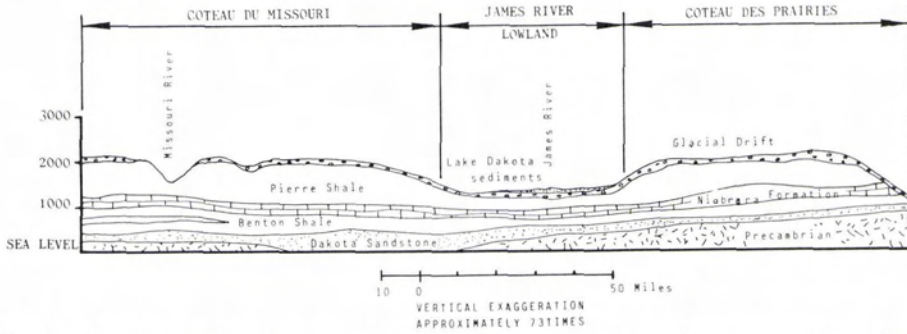 COTEAU DU MISSOURI
JAMES RIVER
LOWLAND
COTEAU DES PRAIRIES
Missouri River
James River
3000
2000
1000
SEA LEVEL
Glacial Drift
Lake Dakota
sediments
Pierre Shale
Niobrara Formation
Benton Shale
Dakota Sandstone
Precambrian
10 0 50 Miles
VERTICAL EXAGGERATION
APPROXIMATELY 73TIMES